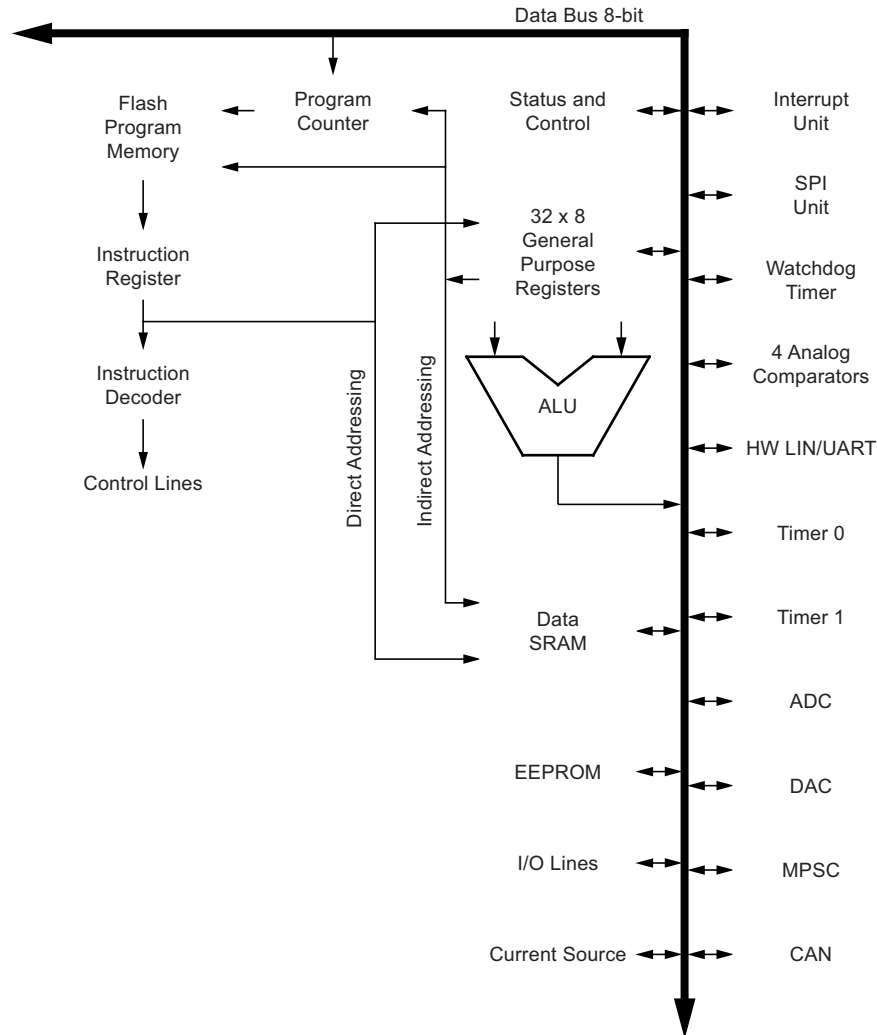 Data Bus 8-bit
Flash
Program
Memory
Program
Counter
Status and
Control
Interrupt
Unit
SPI
Unit
32 x 8
General
Purpose
Registers
Instruction
Register
Watchdog
Timer
Instruction
Decoder
4 Analog
Comparators
ALU
Control Lines
Direct Addressing
Indirect Addressing
HW LIN/UART
Timer 0
Data
SRAM
Timer 1
ADC
EEPROM
DAC
I/O Lines
MPSC
Current Source
CAN